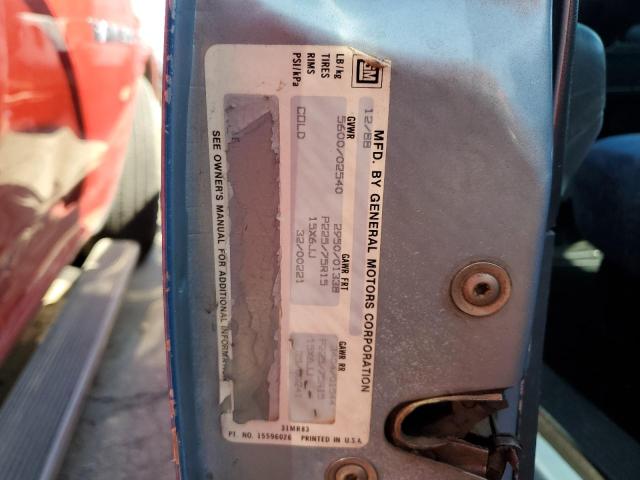 GM
MFD. BY GENERAL MOTORS CORPORATION
12/88
GVWR GAWR FRT GAWR RR
LB/kg 5600/02540 2950/01338
TIRES P225/75R15
RIMS 15X6JJ
PSI/kPa COLD 32/00221
SEE OWNER'S MANUAL FOR ADDITIONAL INFORMATION
31MR83
PT. NO. 15596026 PRINTED IN U.S.A.